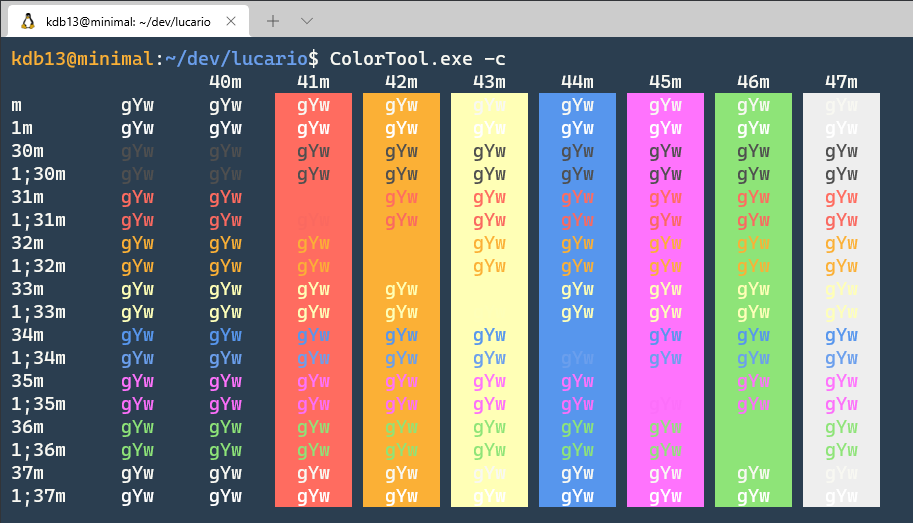 kdb13@minimal: ~/dev/lucario
kdb13@minimal:~/dev/lucario$ ColorTool.exe -c
40m 41m 42m 43m 44m 45m 46m 47m
m gYw gYw gYw gYw gYw gYw gYw gYw gYw
1m gYw gYw gYw gYw gYw gYw gYw gYw gYw
30m gYw gYw gYw gYw gYw gYw gYw gYw gYw
1;30m gYw gYw gYw gYw gYw gYw gYw gYw gYw
31m gYw gYw gYw gYw gYw gYw gYw gYw
1;31m gYw gYw gYw gYw gYw gYw gYw gYw gYw
32m gYw gYw gYw gYw gYw gYw gYw gYw
1;32m gYw gYw gYw gYw gYw gYw gYw gYw
33m gYw gYw gYw gYw gYw gYw gYw gYw
1;33m gYw gYw gYw gYw gYw gYw gYw gYw
34m gYw gYw gYw gYw gYw gYw gYw gYw
1;34m gYw gYw gYw gYw gYw gYw gYw gYw gYw
35m gYw gYw gYw gYw gYw gYw gYw gYw
1;35m gYw gYw gYw gYw gYw gYw gYw gYw gYw
36m gYw gYw gYw gYw gYw gYw gYw gYw
1;36m gYw gYw gYw gYw gYw gYw gYw gYw
37m gYw gYw gYw gYw gYw gYw gYw gYw gYw
1;37m gYw gYw gYw gYw gYw gYw gYw gYw gYw